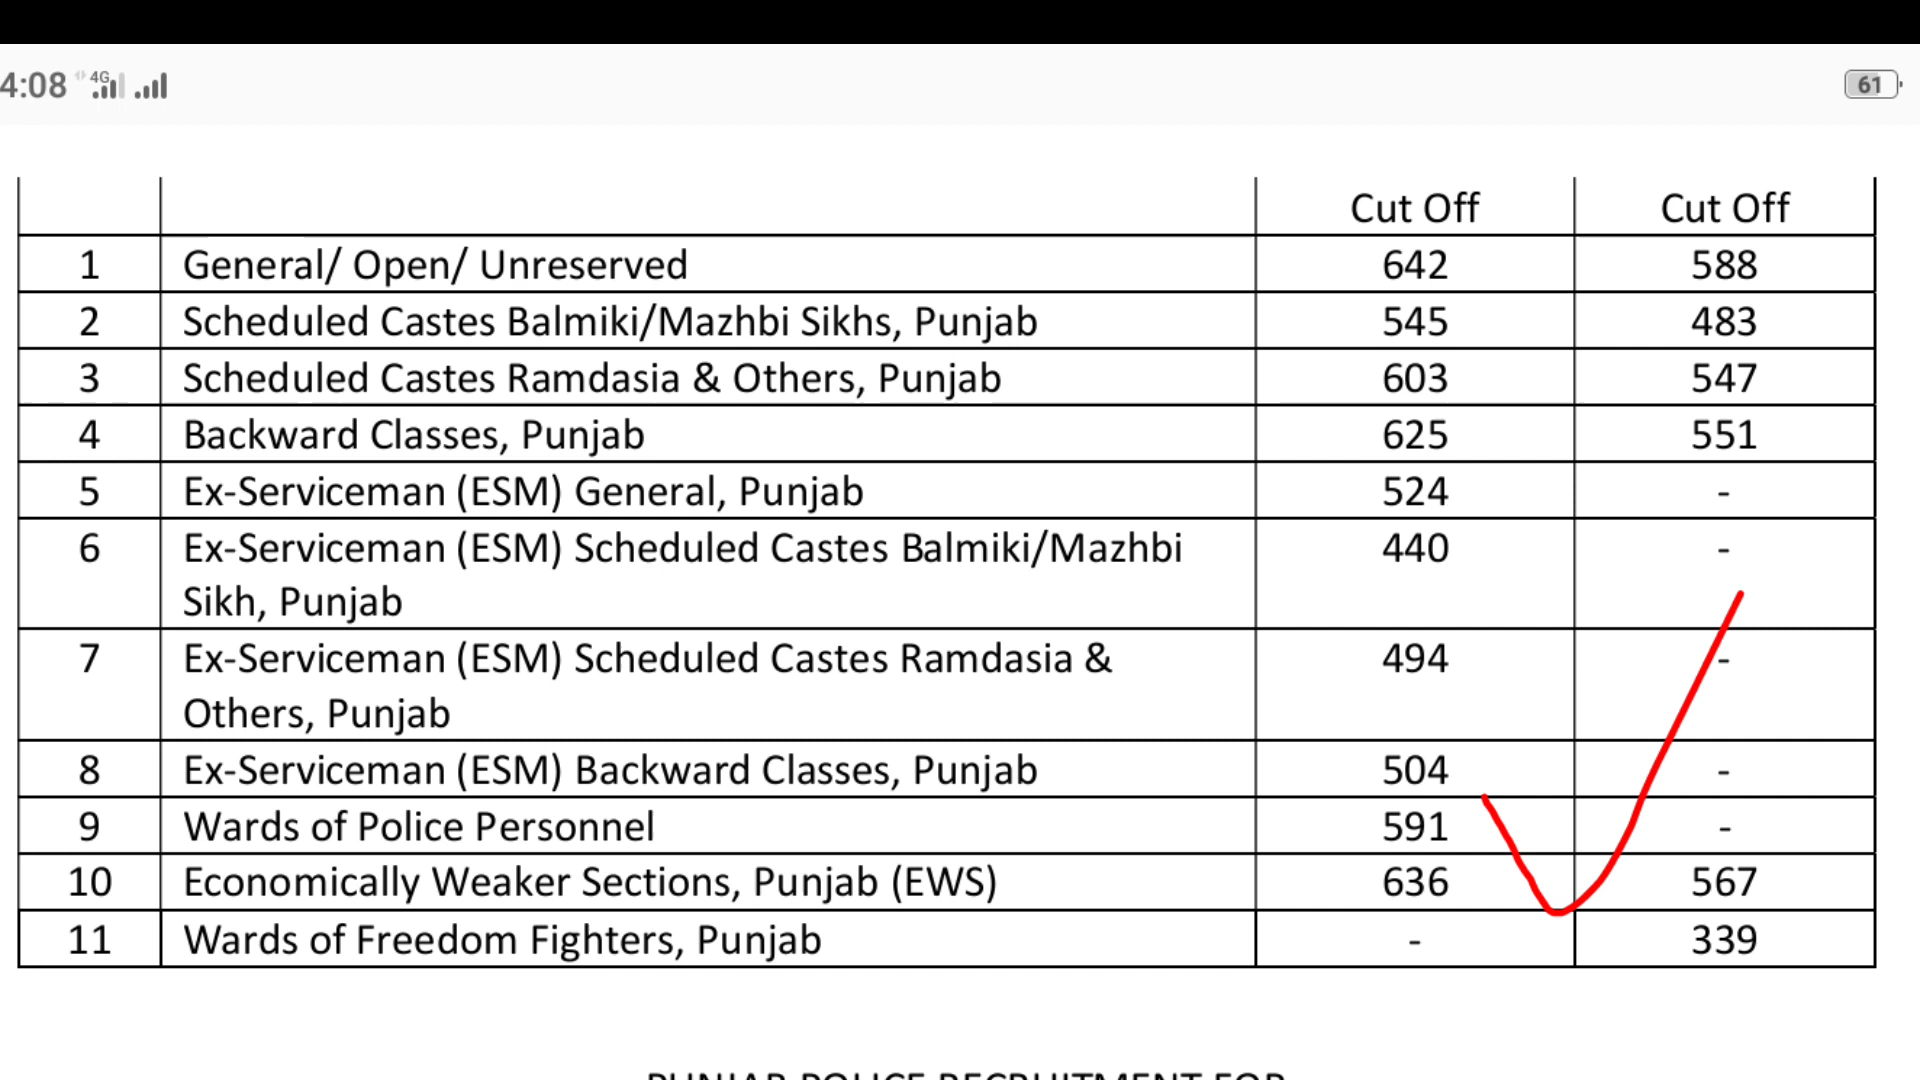 4:08 4G 61
Cut Off Cut Off
1 General/ Open/ Unreserved 642 588
2 Scheduled Castes Balmiki/Mazhbi Sikhs, Punjab 545 483
3 Scheduled Castes Ramdasia & Others, Punjab 603 547
4 Backward Classes, Punjab 625 551
5 Ex-Serviceman (ESM) General, Punjab 524 -
6 Ex-Serviceman (ESM) Scheduled Castes Balmiki/Mazhbi 440 -
Sikh, Punjab
7 Ex-Serviceman (ESM) Scheduled Castes Ramdasia & 494 -
Others, Punjab
8 Ex-Serviceman (ESM) Backward Classes, Punjab 504 -
9 Wards of Police Personnel 591 -
10 Economically Weaker Sections, Punjab (EWS) 636 567
11 Wards of Freedom Fighters, Punjab - 339
PUNJAB POLICE RECRUITMENT FOR